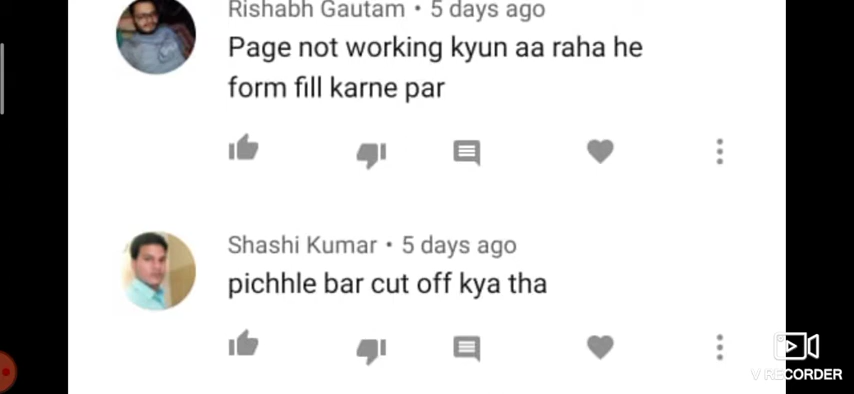 Rishabh Gautam • 5 days ago
Page not working kyun aa raha he
form fill karne par
Shashi Kumar • 5 days ago
pichhle bar cut off kya tha
V RECORDER